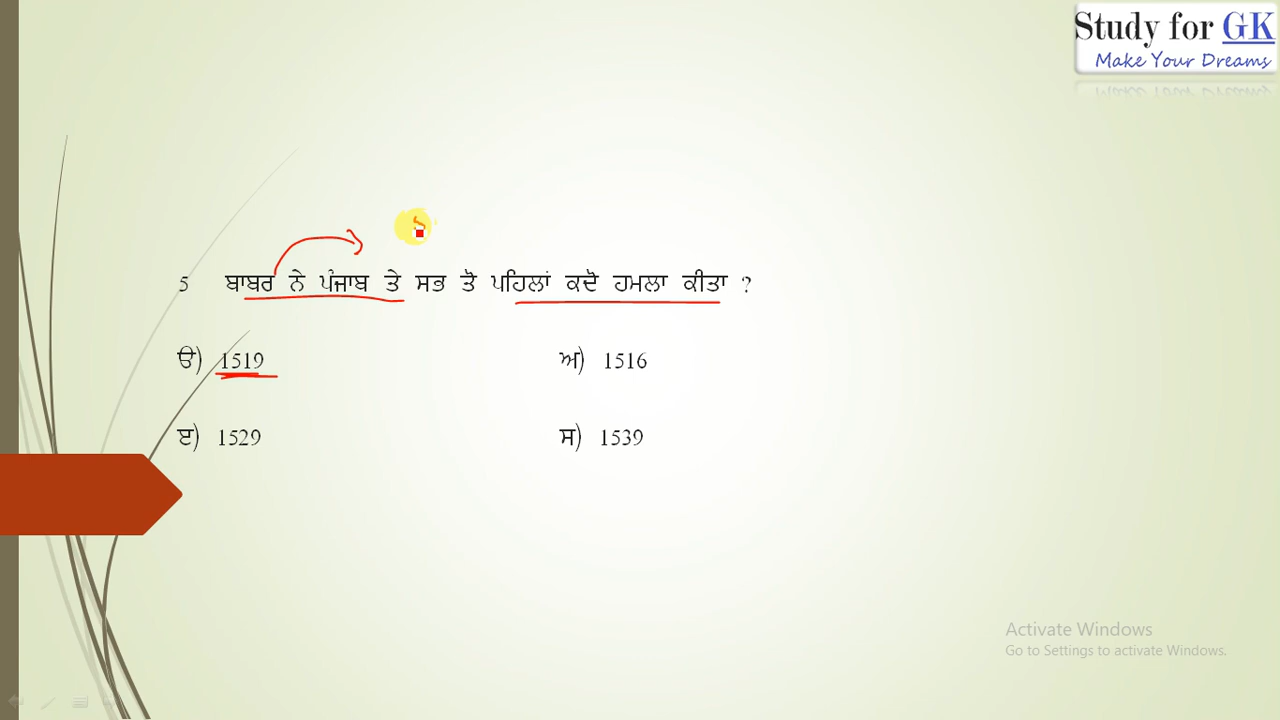 Study for GK
Make Your Dreams
5 ਬਾਬਰ ਨੇ ਪੰਜਾਬ ਤੇ ਸਭ ਤੋ ਪਹਿਲਾਂ ਕਦੋ ਹਮਲਾ ਕੀਤਾ ?
ੳ) 1519 ਅ) 1516
ੲ) 1529 ਸ) 1539
Activate Windows
Go to Settings to activate Windows.